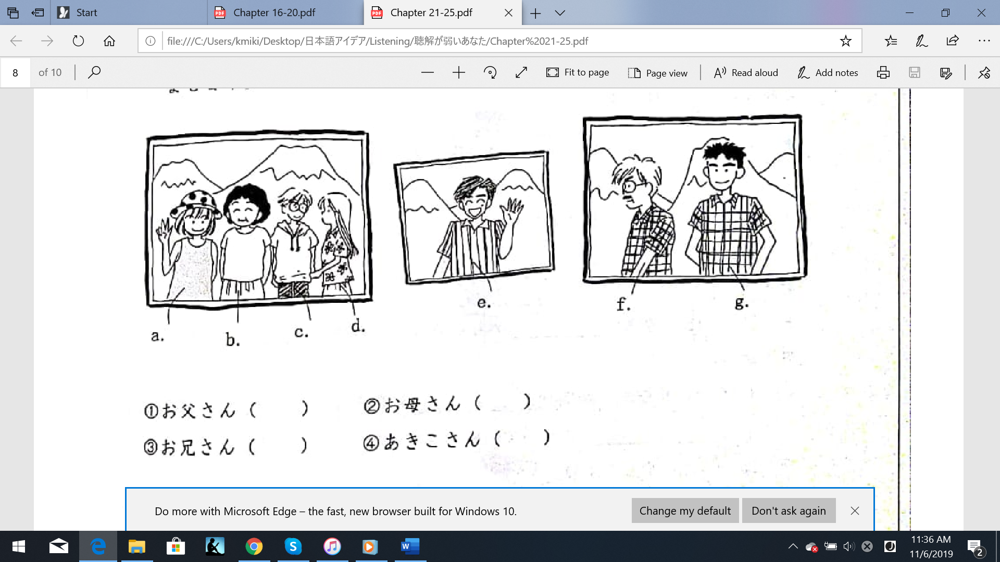 Start
Chapter 16-20.pdf
Chapter 21-25.pdf
file:///C:/Users/kmiki/Desktop/日本語アイデア/Listening/聴解が弱いあなた/Chapter%2021-25.pdf
8 of 10
Fit to page
Page view
Read aloud
Add notes
a.
b.
c.
d.
e.
f.
g.
①お父さん ( ) ②お母さん ( )
③お兄さん ( ) ④あきこさん ( )
Do more with Microsoft Edge – the fast, new browser built for Windows 10.
Change my default
Don't ask again
11:36 AM
11/6/2019
2